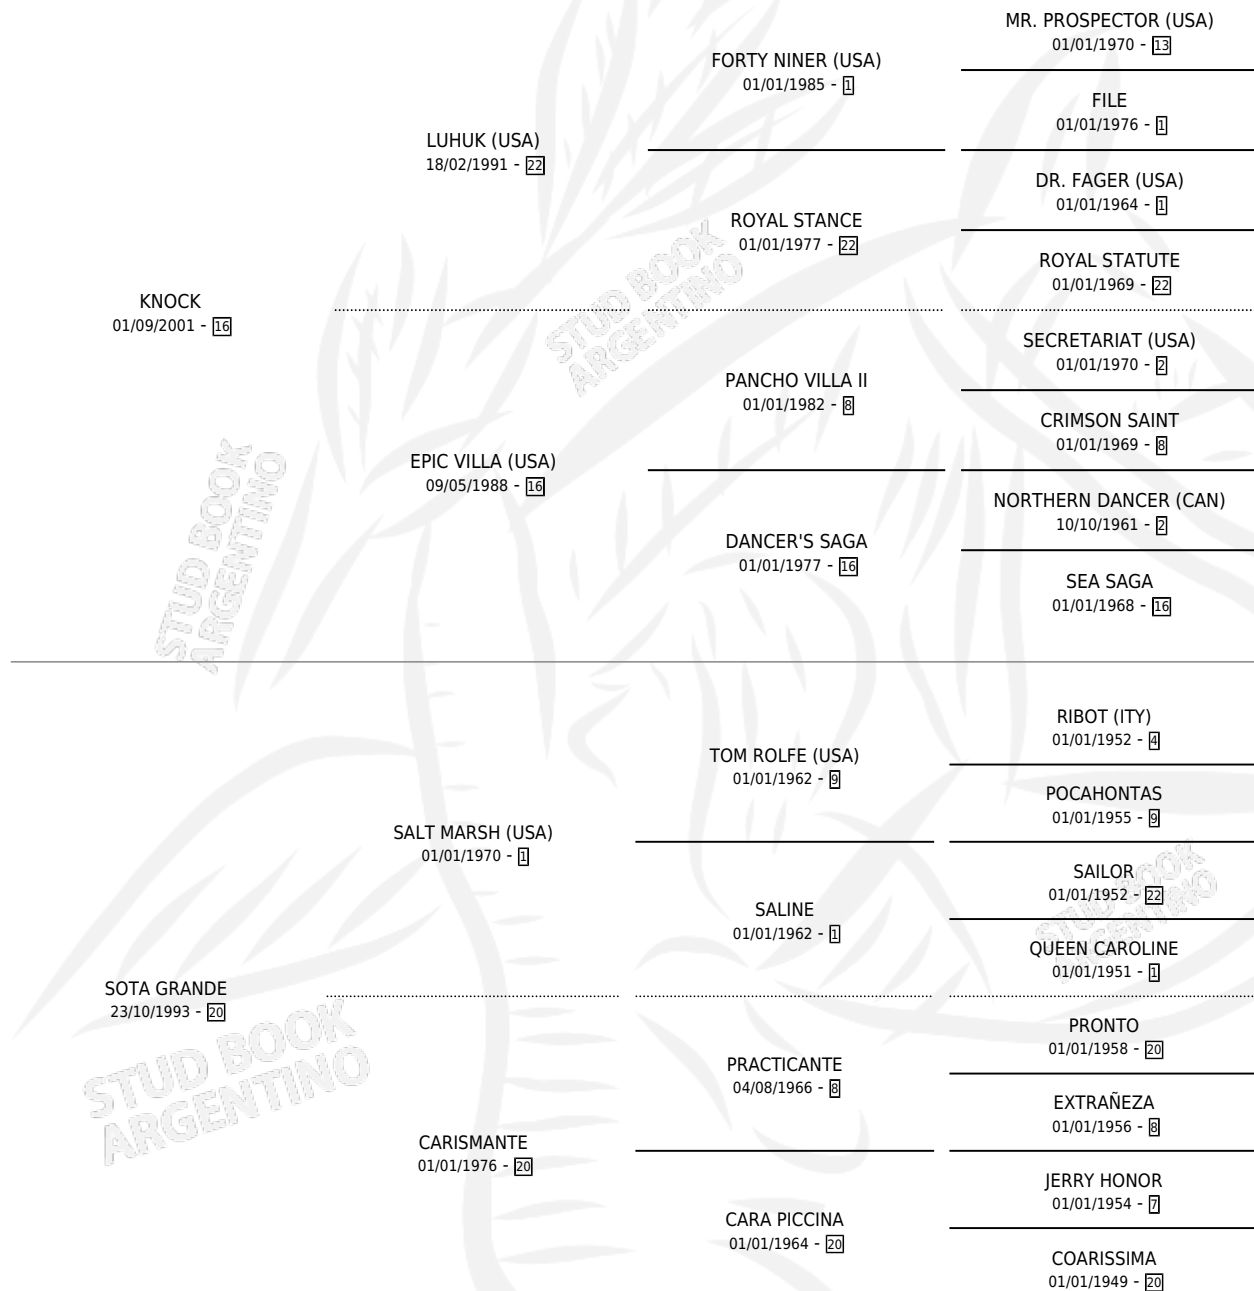 MR. PROSPECTOR (USA)
01/01/1970 - 13
FORTY NINER (USA)
01/01/1985 - 1
FILE
01/01/1976 - 1
LUHUK (USA)
18/02/1991 - 22
DR. FAGER (USA)
01/01/1964 - 1
ROYAL STANCE
01/01/1977 - 22
ROYAL STATUTE
01/01/1969 - 22
KNOCK
01/09/2001 - 16
STUD BOOK
ARGENTINO
SECRETARIAT (USA)
01/01/1970 - 2
PANCHO VILLA II
01/01/1982 - 8
CRIMSON SAINT
01/01/1969 - 8
EPIC VILLA (USA)
09/05/1988 - 16
NORTHERN DANCER (CAN)
10/10/1961 - 2
DANCER'S SAGA
01/01/1977 - 16
SEA SAGA
01/01/1968 - 16
STUD BOOK
ARGENTINO
RIBOT (ITY)
01/01/1952 - 4
TOM ROLFE (USA)
01/01/1962 - 9
POCAHONTAS
01/01/1955 - 9
SALT MARSH (USA)
01/01/1970 - 1
SAILOR
01/01/1952 - 22
SALINE
01/01/1962 - 1
QUEEN CAROLINE
01/01/1951 - 1
STUD BOOK
ARGENTINO
SOTA GRANDE
23/10/1993 - 20
PRONTO
01/01/1958 - 20
PRACTICANTE
04/08/1966 - 8
EXTRAÑEZA
01/01/1956 - 8
STUD BOOK
ARGENTINO
CARISMANTE
01/01/1976 - 20
JERRY HONOR
01/01/1954 - 7
CARA PICCINA
01/01/1964 - 20
COARISSIMA
01/01/1949 - 20